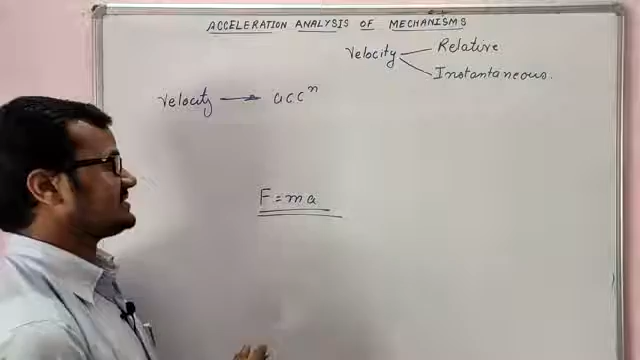 ACCELERATION ANALYSIS OF MECHANISMS
Velocity
Relative
Instantaneous.
Velocity → accⁿ
F = ma